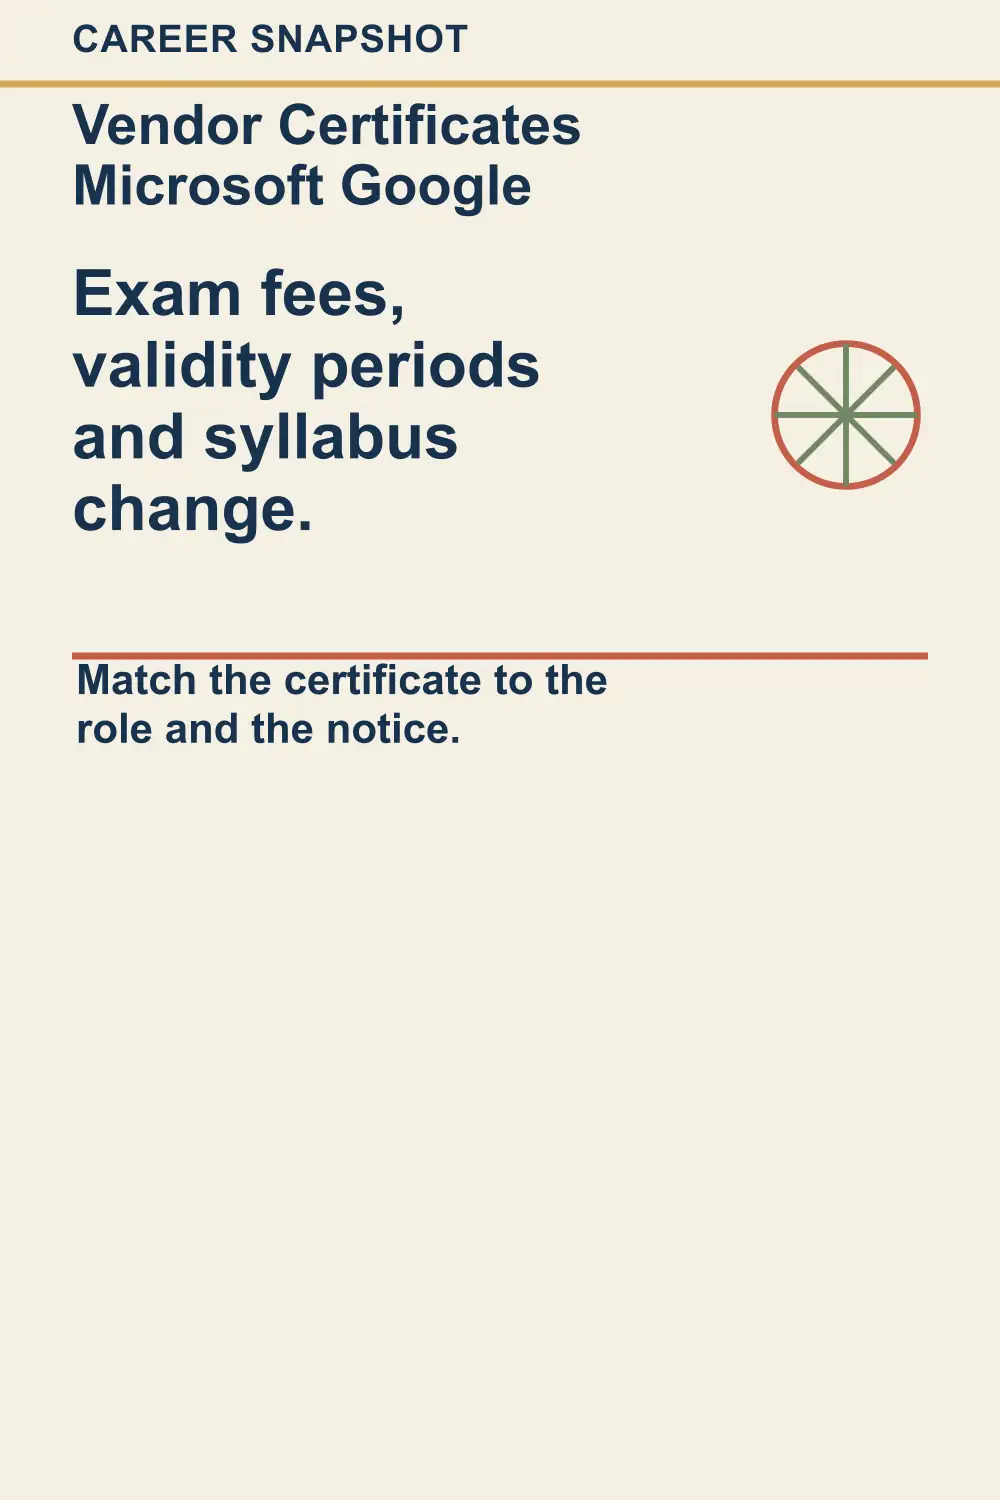 CAREER SNAPSHOT
Vendor Certificates
Microsoft Google
Exam fees,
validity periods
and syllabus
change.
Match the certificate to the
role and the notice.